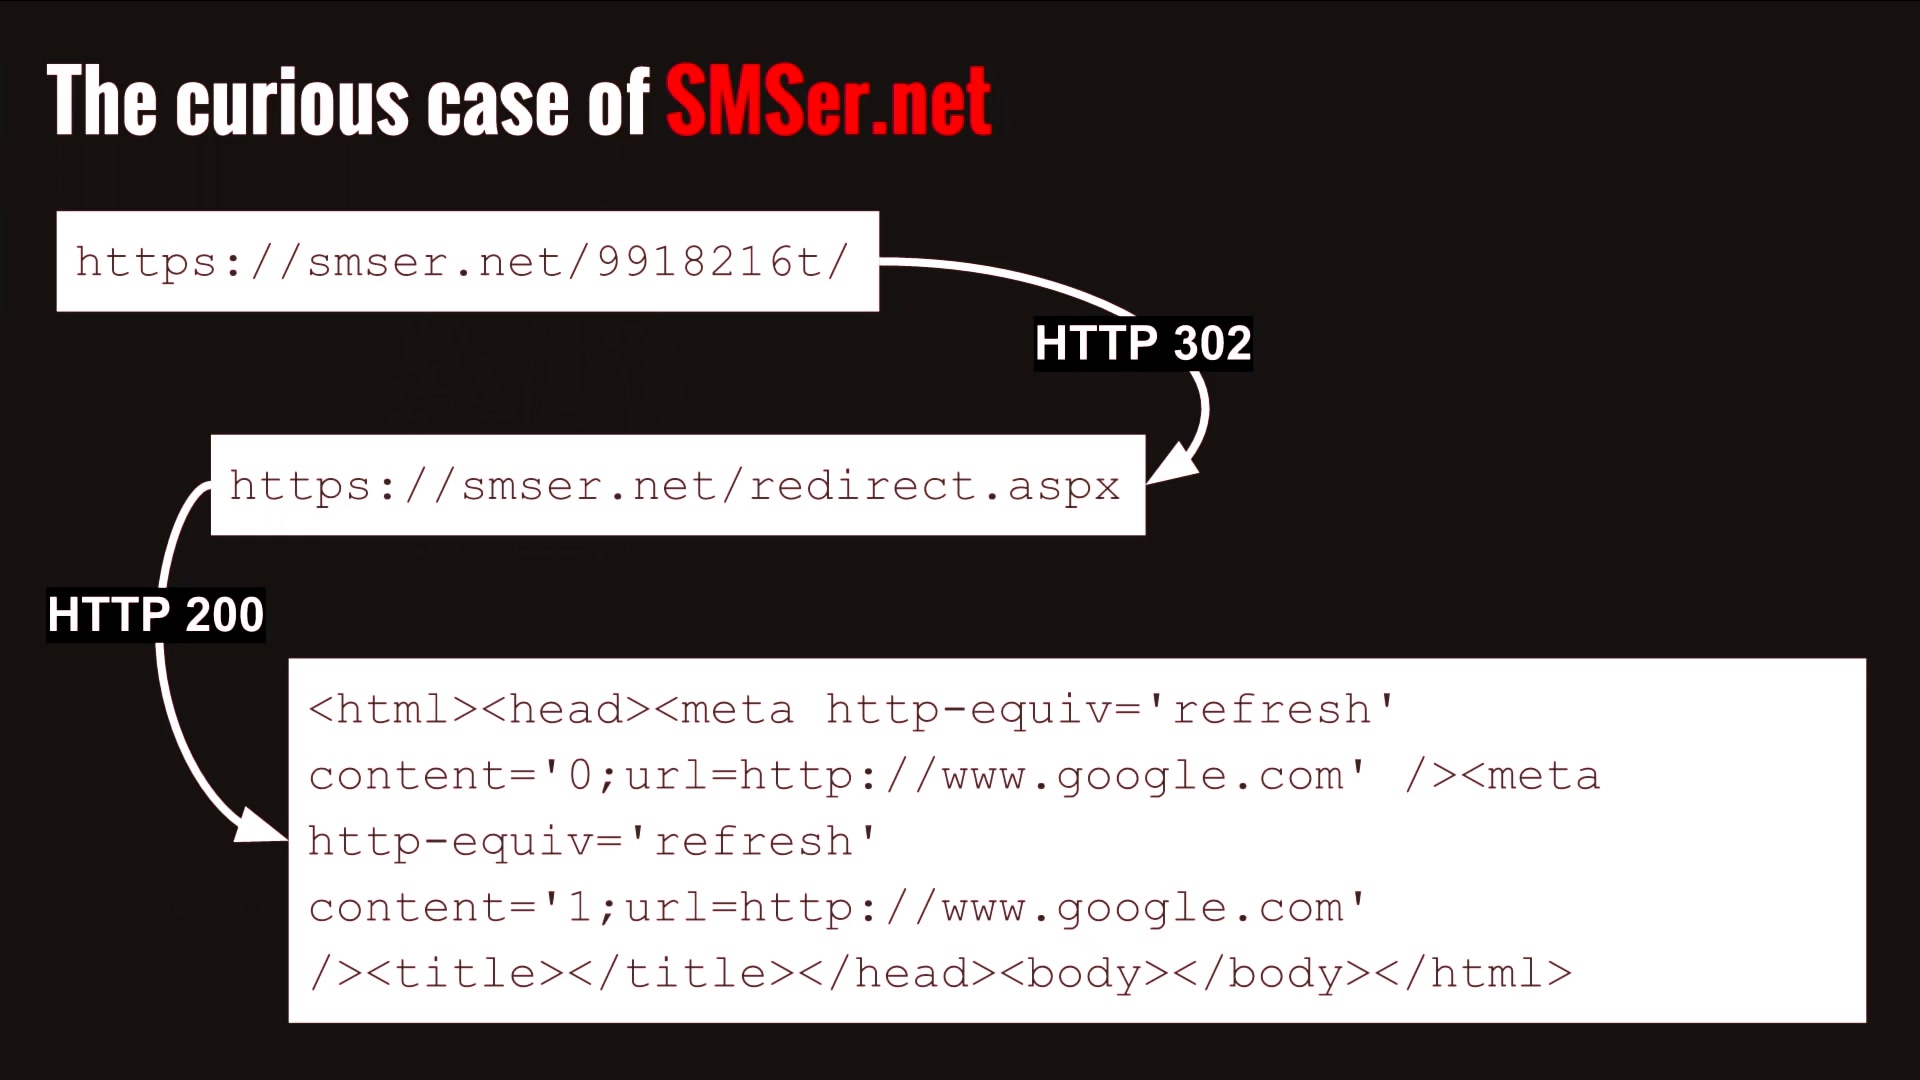 The curious case of SMSer.net
https://smser.net/9918216t/
HTTP 302
https://smser.net/redirect.aspx
HTTP 200
<html><head><meta http-equiv='refresh'
content='0;url=http://www.google.com' /><meta
http-equiv='refresh'
content='1;url=http://www.google.com'
/><title></title></head><body></body></html>